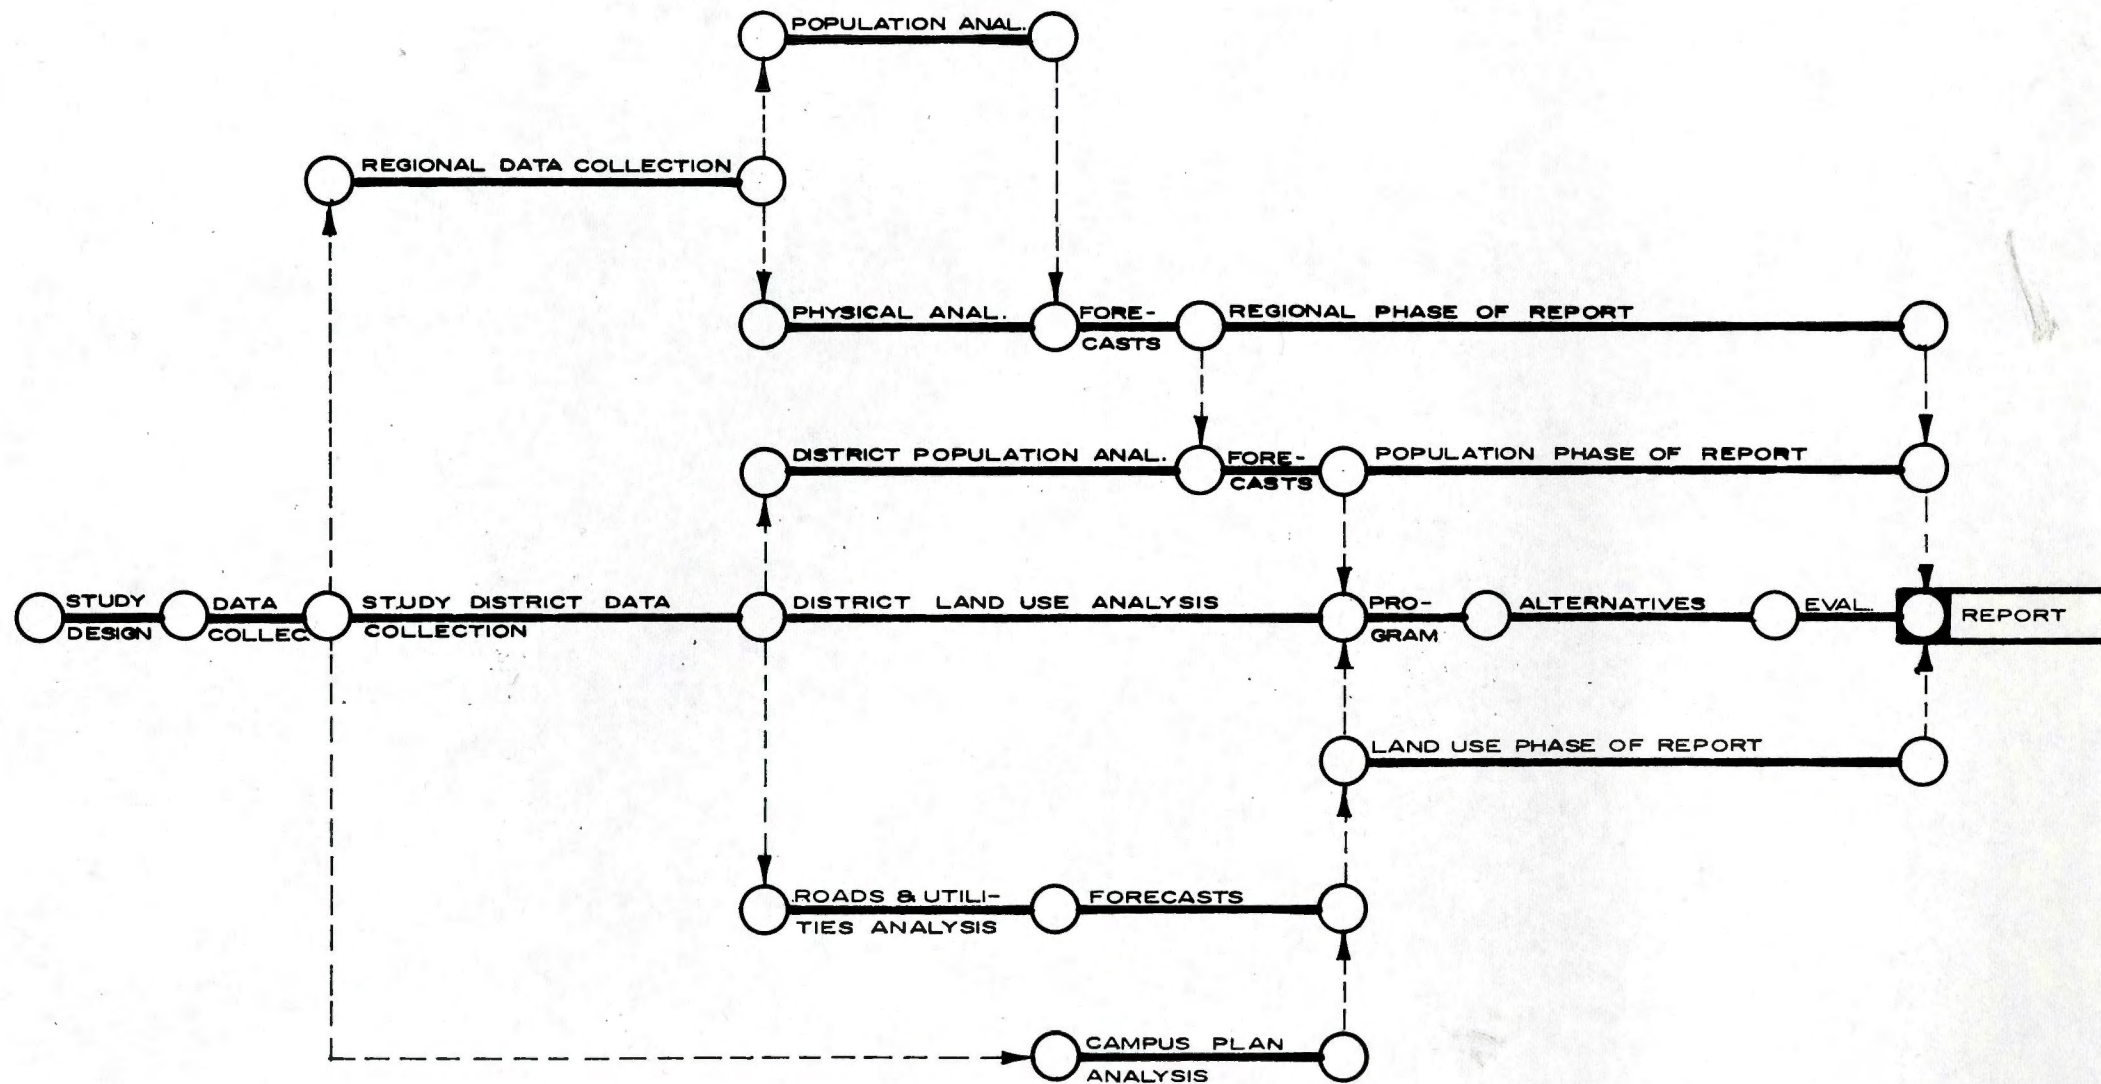 POPULATION ANAL.
REGIONAL DATA COLLECTION
PHYSICAL ANAL.
FORE-
CASTS
REGIONAL PHASE OF REPORT
DISTRICT POPULATION ANAL.
FORE-
CASTS
POPULATION PHASE OF REPORT
STUDY
DESIGN
DATA
COLLEC.
STUDY DISTRICT DATA
COLLECTION
DISTRICT LAND USE ANALYSIS
PRO-
GRAM
ALTERNATIVES
EVAL.
REPORT
LAND USE PHASE OF REPORT
ROADS & UTILI-
TIES ANALYSIS
FORECASTS
CAMPUS PLAN
ANALYSIS